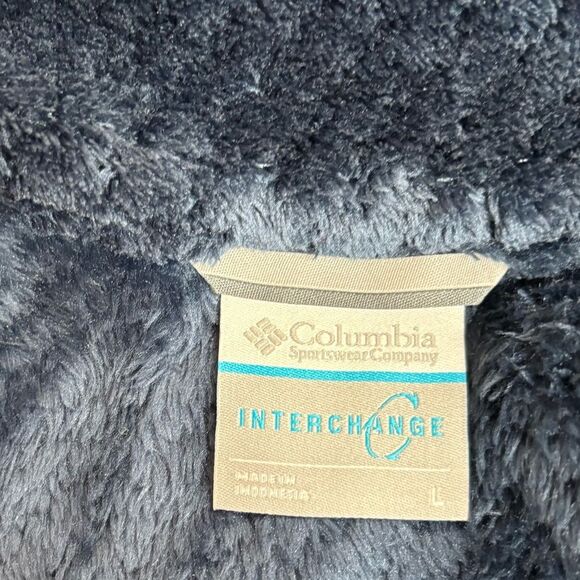 Columbia
Sportswear Company
INTERCHANGE
MADE IN
INDONESIA
L